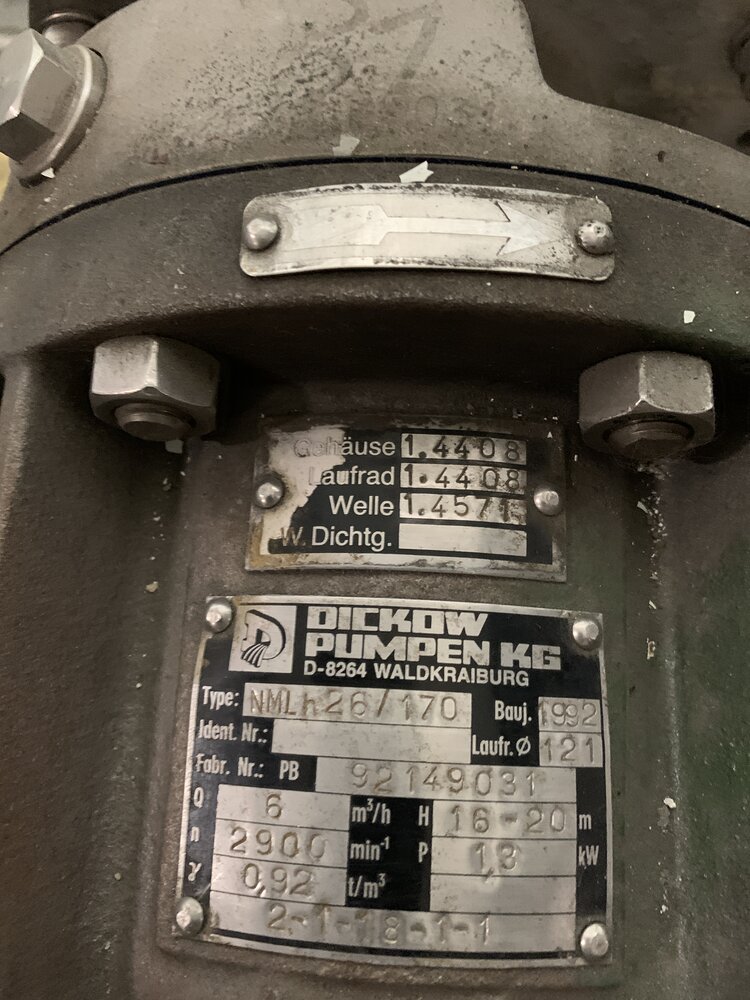 Gehäuse 1.4408
Laufrad 1.4408
Welle 1.4571
W. Dichtg.
DICKOW
PUMPEN KG
D-8264 WALDKRAIBURG
Type: NMLh26/170 Bauj. 1992
Ident. Nr.: Laufr. Ø 121
Fabr. Nr.: PB 92149031
Q 6 m³/h H 16-20 m
n 2900 min⁻¹ P 1,3 kW
γ 0,92 t/m³
2-1-18-1-1